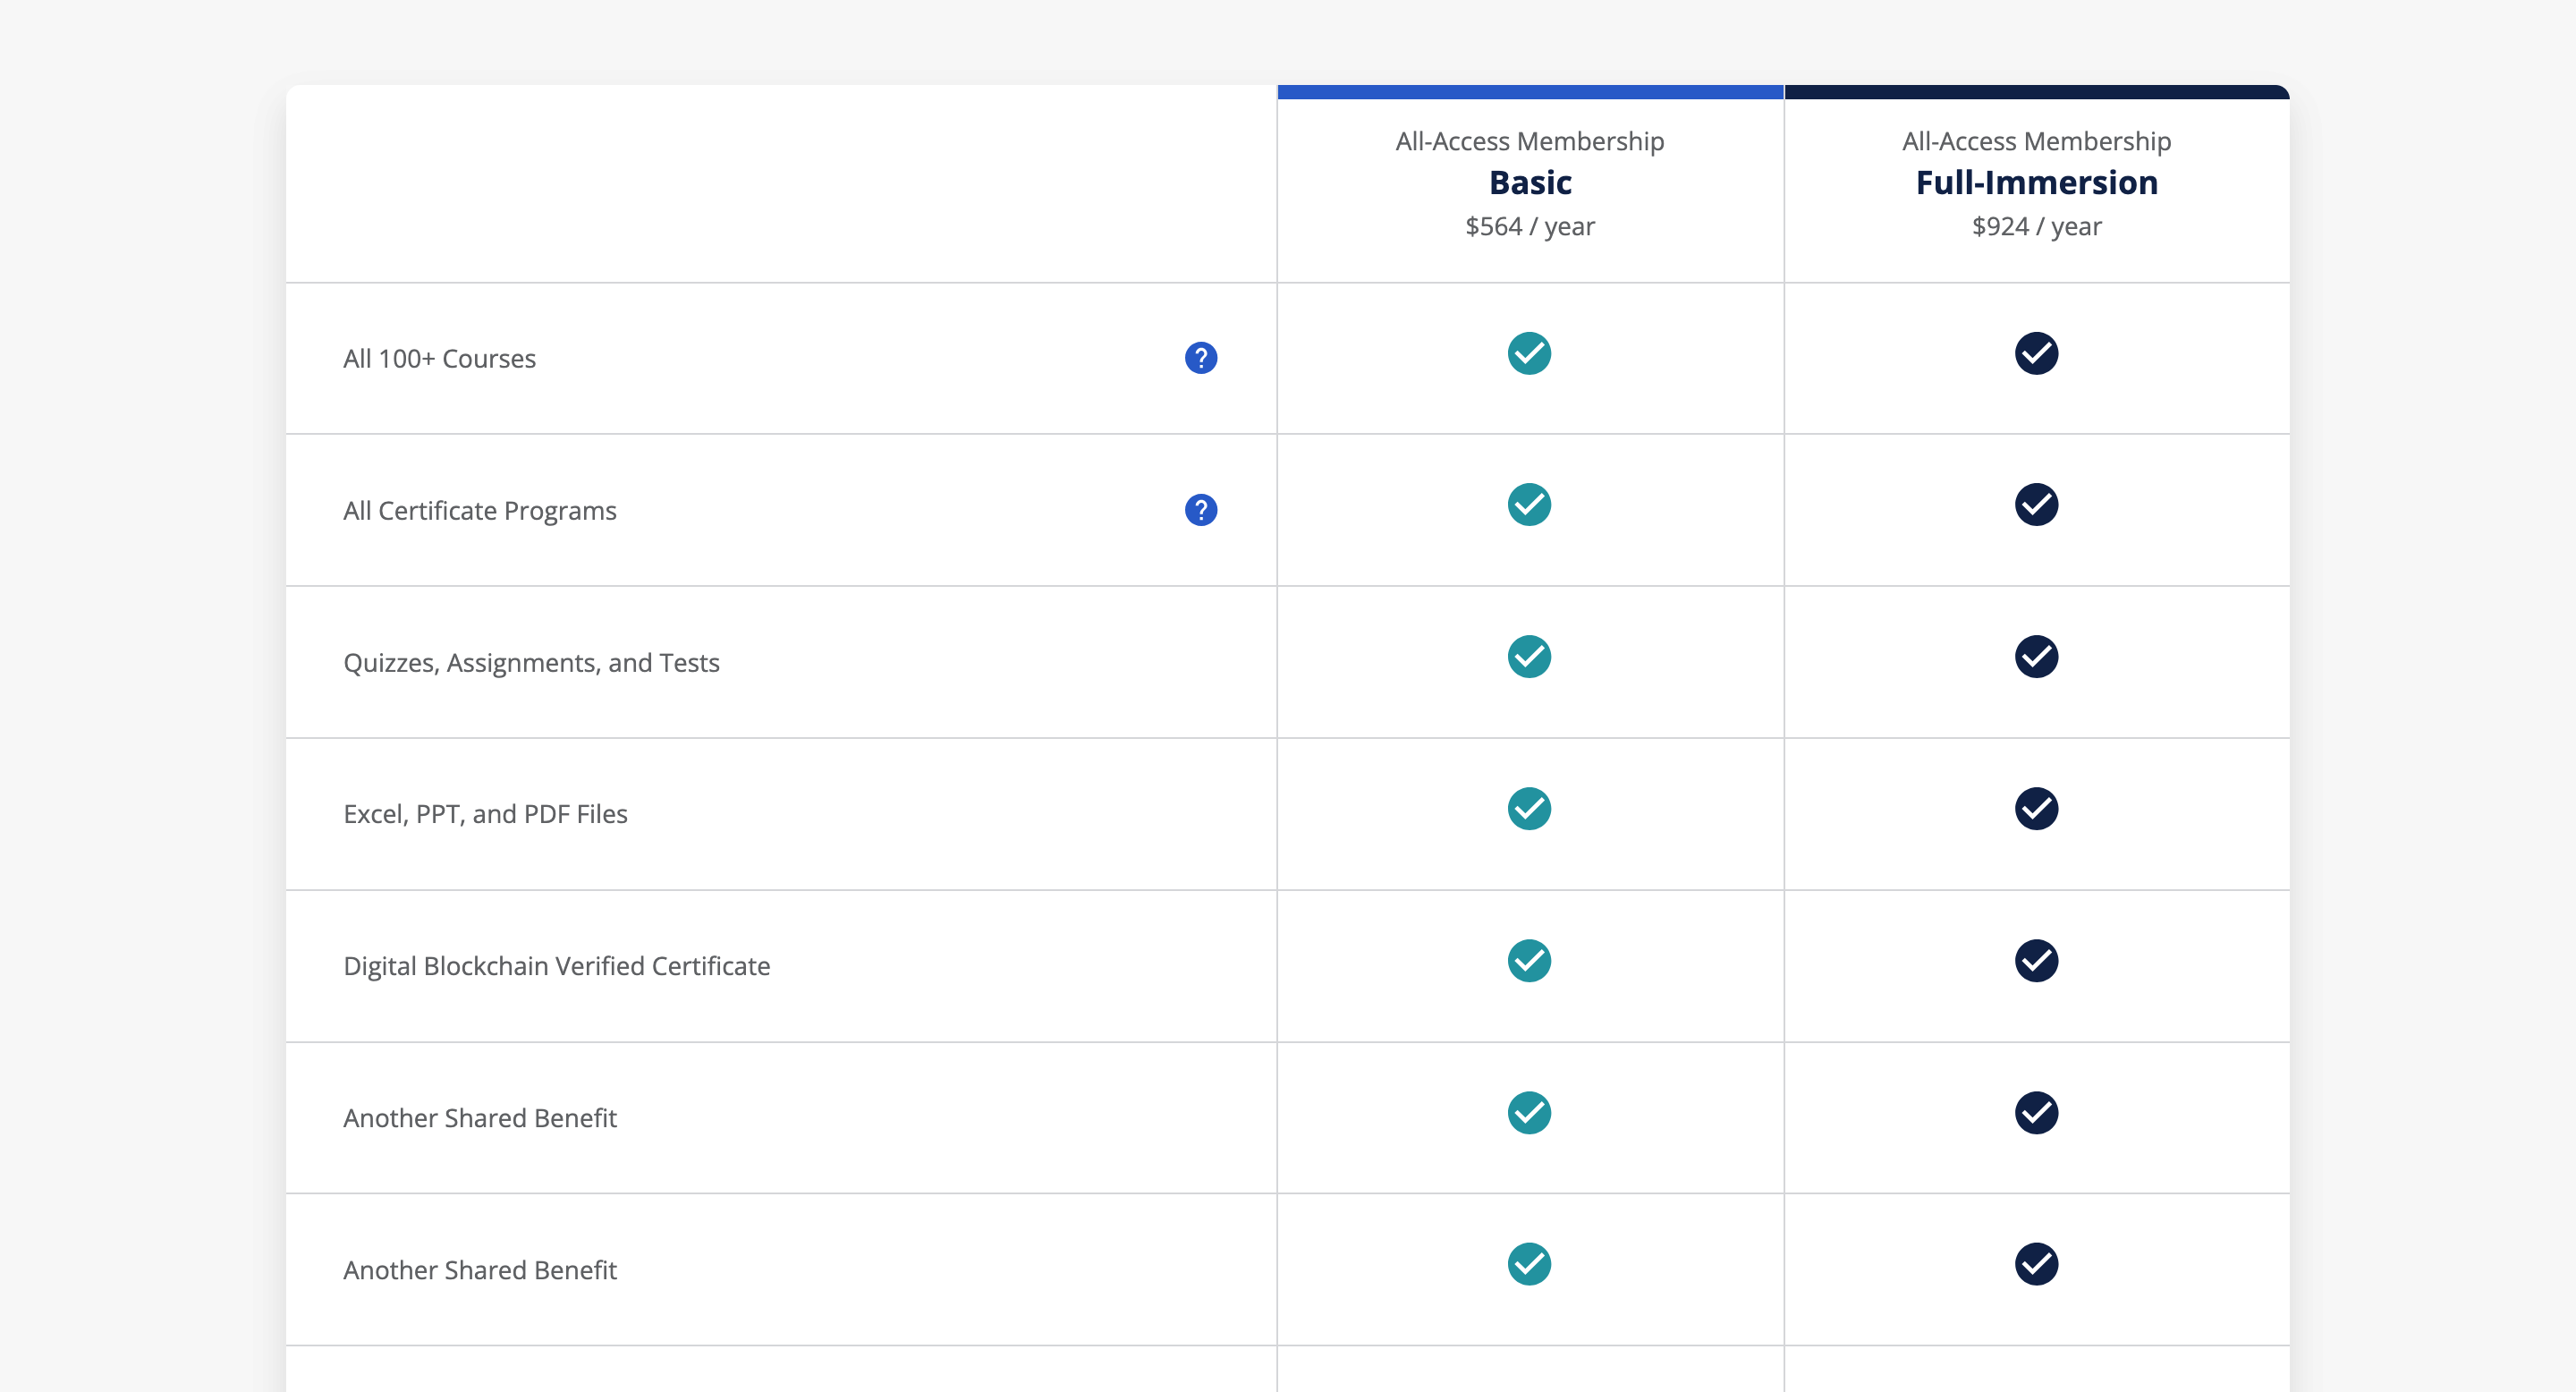 All-Access Membership
Basic
$564 / year
All-Access Membership
Full-Immersion
$924 / year
All 100+ Courses
?
All Certificate Programs
?
Quizzes, Assignments, and Tests
Excel, PPT, and PDF Files
Digital Blockchain Verified Certificate
Another Shared Benefit
Another Shared Benefit